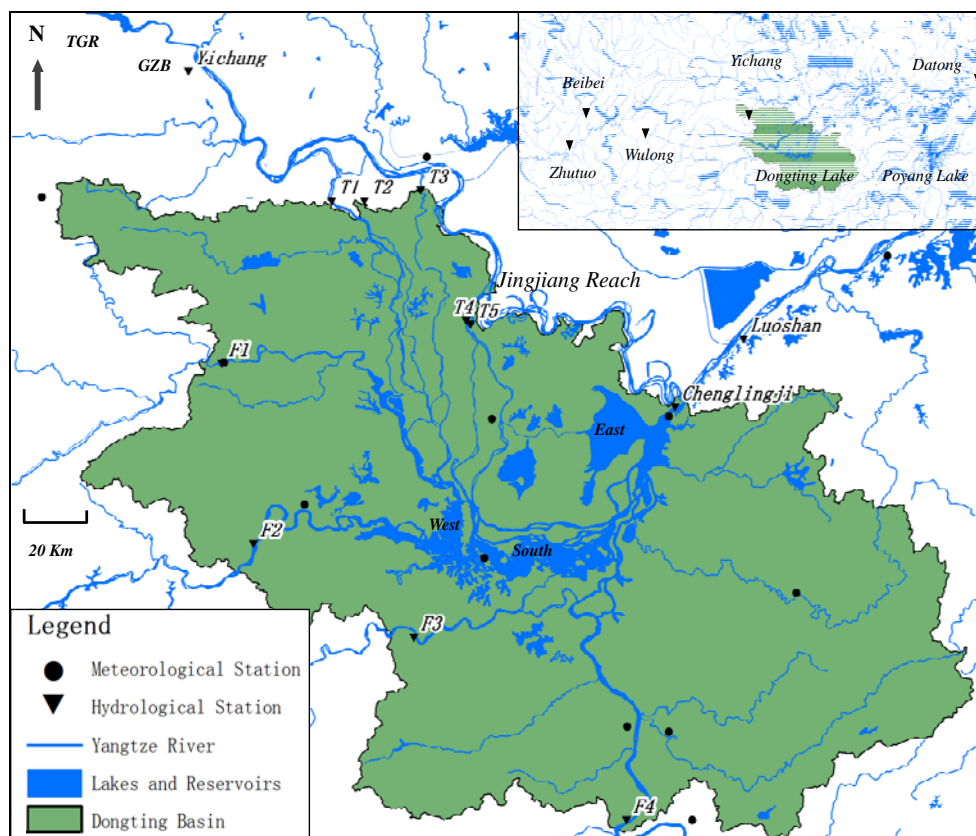 N
TGR
GZB
Yichang
T1
T2
T3
Jingjiang Reach
T4
T5
Luoshan
F1
Chenglingji
East
West
South
F2
F3
F4
20 Km
Yichang
Datong
Beibei
Wulong
Zhutuo
Dongting Lake
Poyang Lake
Legend
Meteorological Station
Hydrological Station
Yangtze River
Lakes and Reservoirs
Dongting Basin